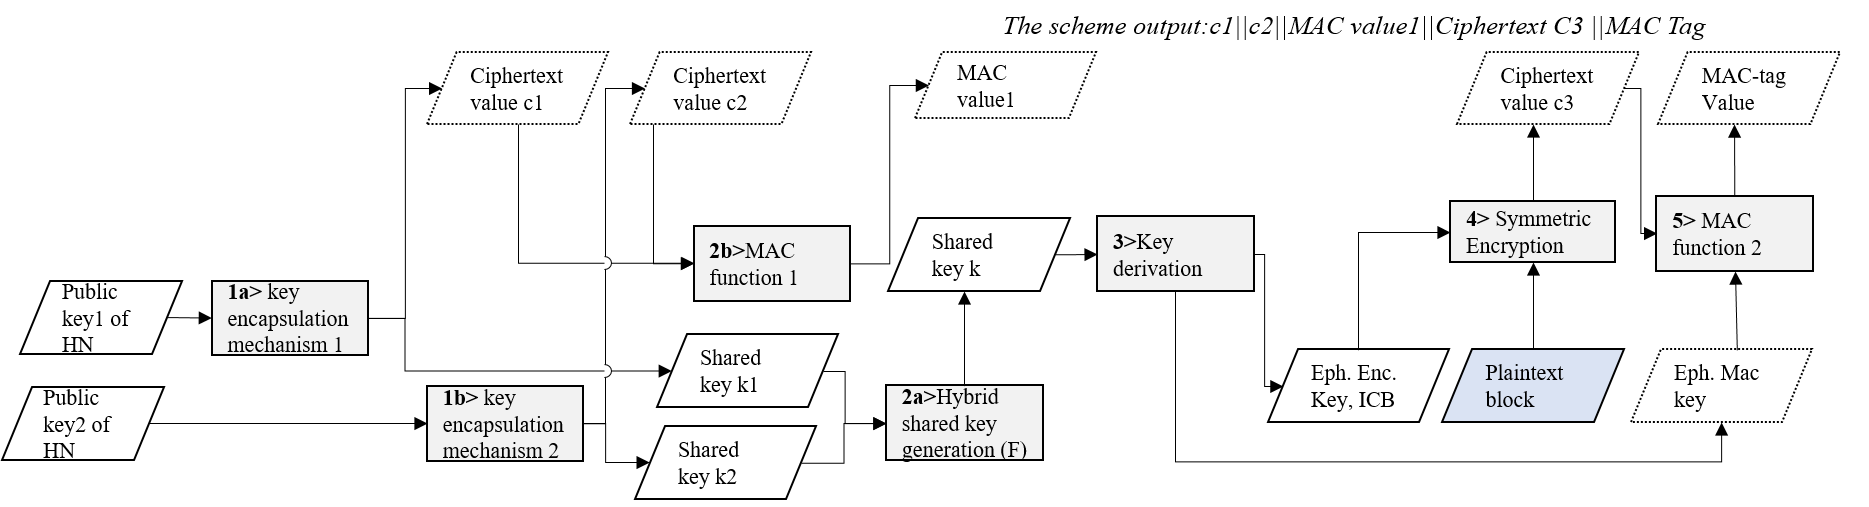 The scheme output:c1||c2||MAC value1||Ciphertext C3 ||MAC Tag
Ciphertext
value c1
Ciphertext
value c2
MAC
value1
Ciphertext
value c3
MAC-tag
Value
2b>MAC
function 1
Shared
key k
3>Key
derivation
4> Symmetric
Encryption
5> MAC
function 2
Public
key1 of
HN
1a> key
encapsulation
mechanism 1
Shared
key k1
Public
key2 of
HN
1b> key
encapsulation
mechanism 2
Shared
key k2
2a>Hybrid
shared key
generation (F)
Eph. Enc.
Key, ICB
Plaintext
block
Eph. Mac
key